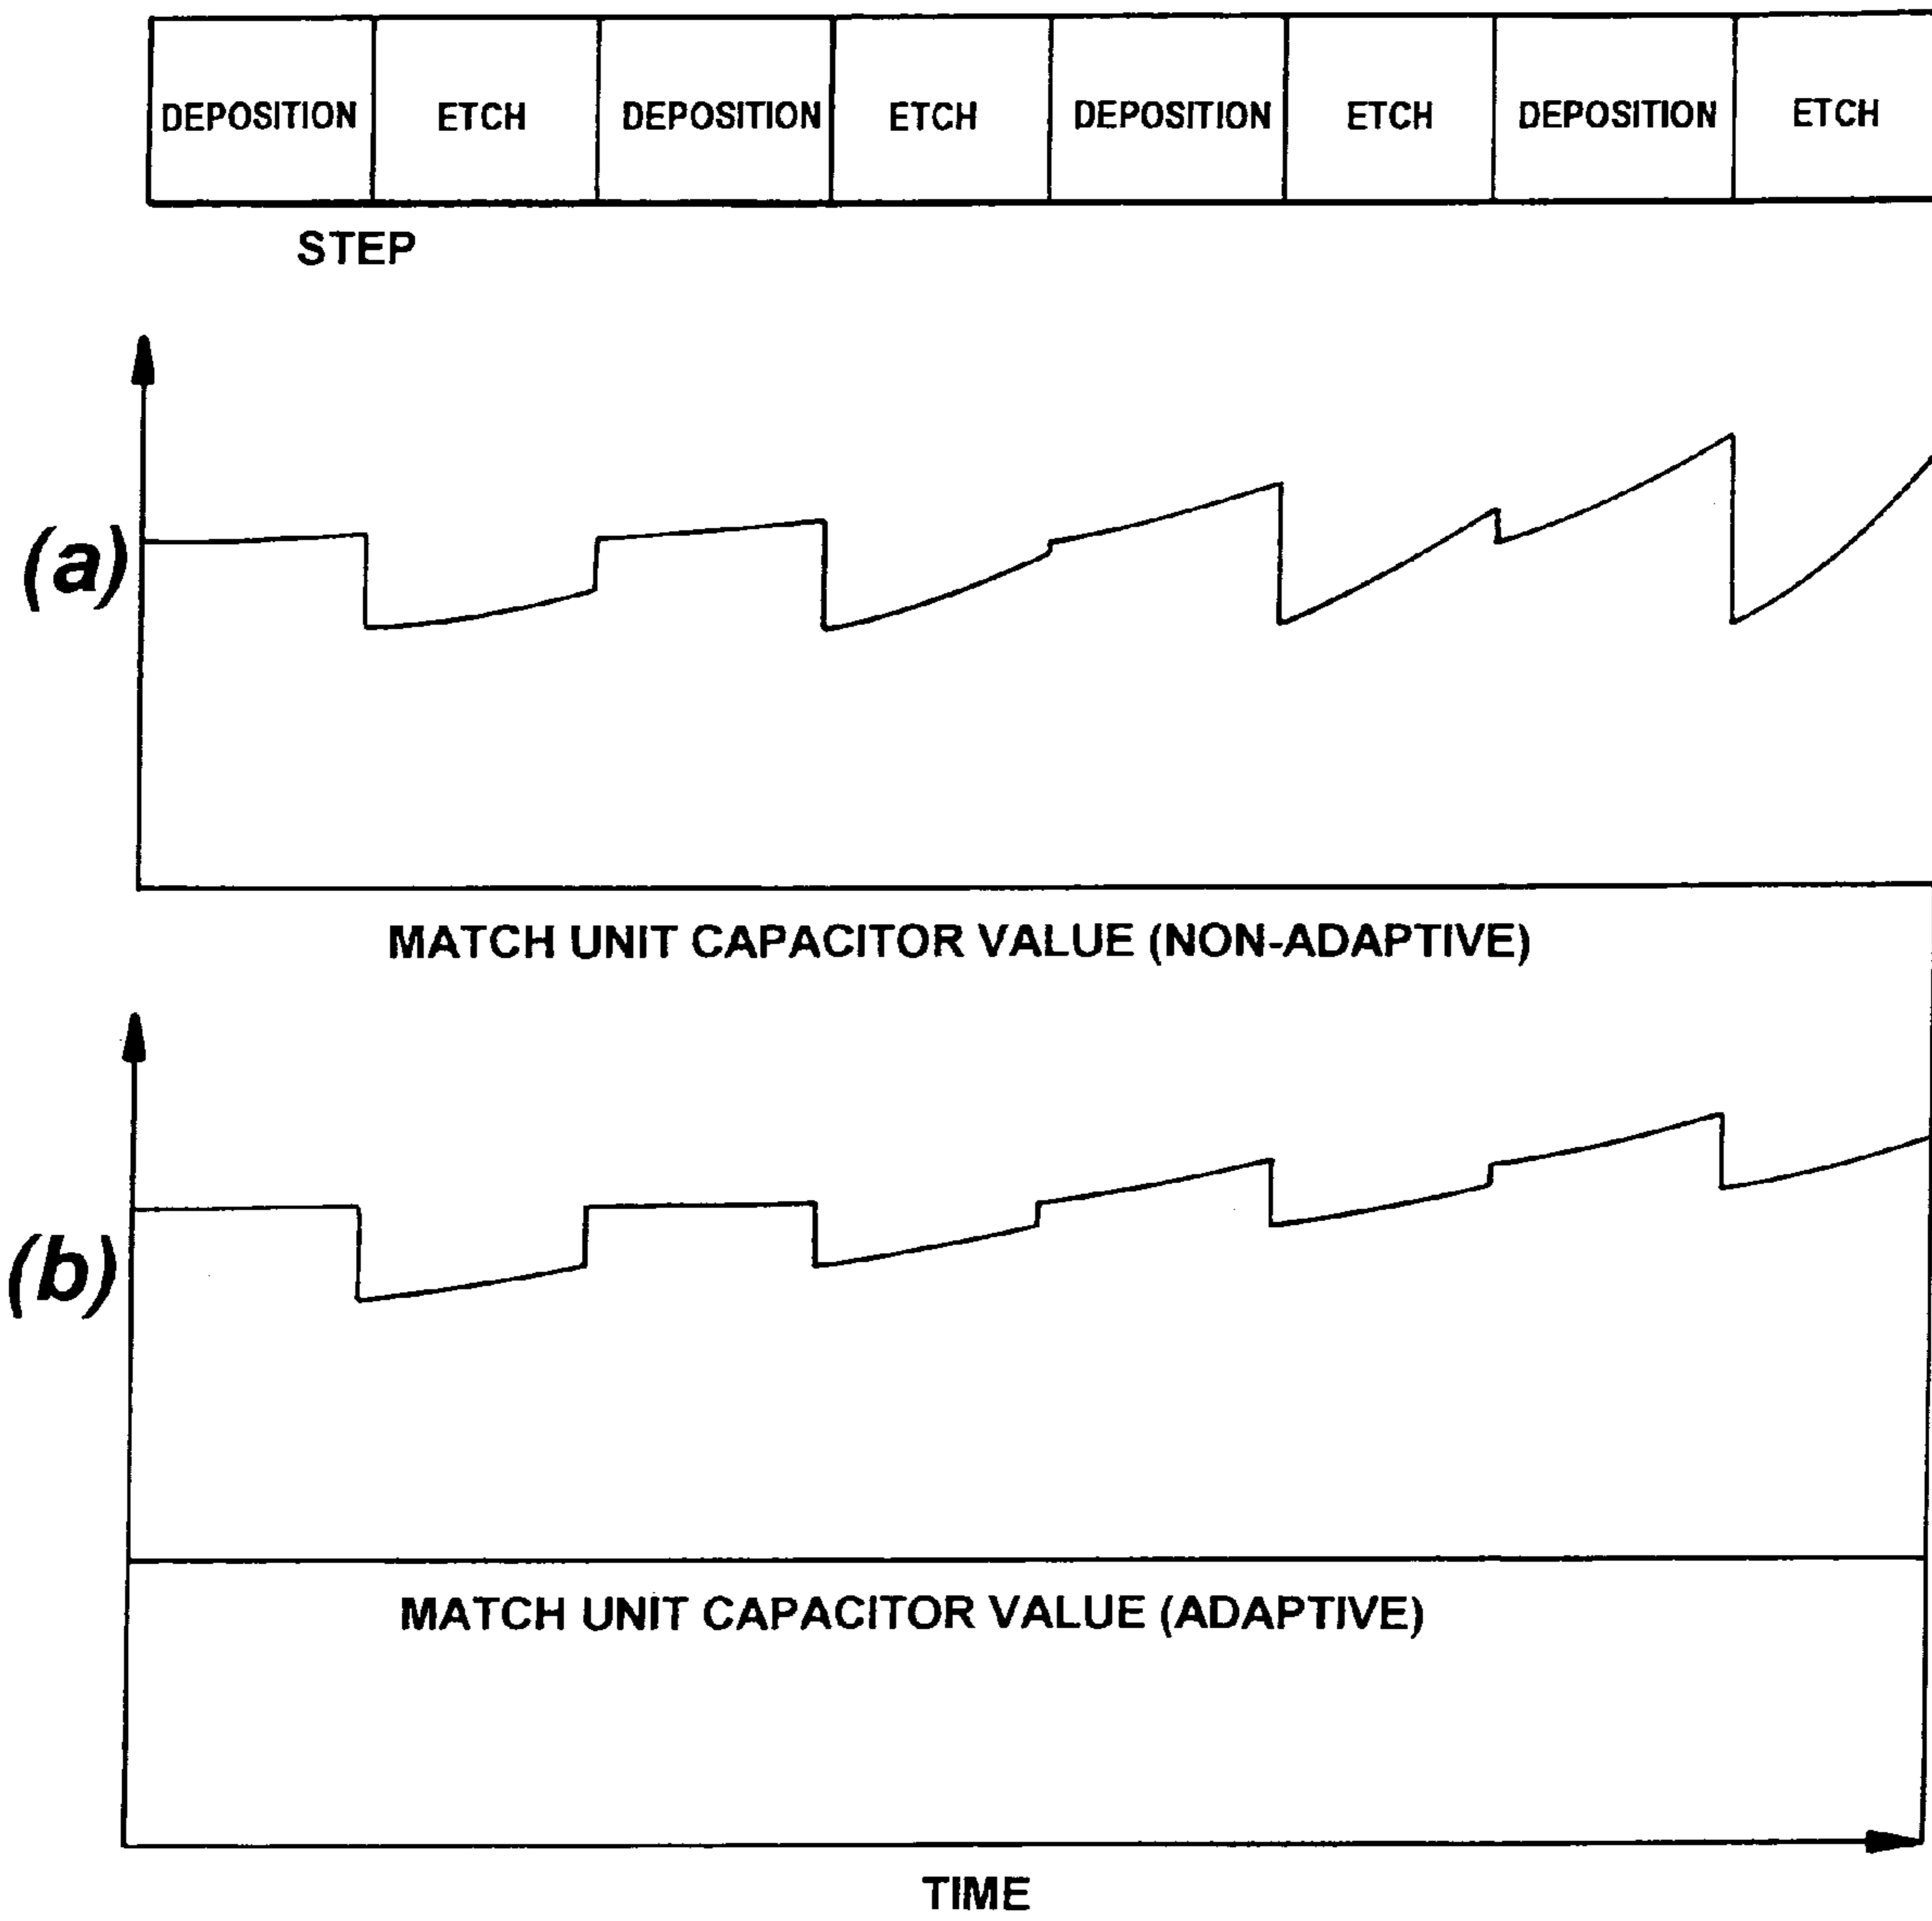 DEPOSITION ETCH DEPOSITION ETCH DEPOSITION ETCH DEPOSITION ETCH
STEP
(a)
MATCH UNIT CAPACITOR VALUE (NON-ADAPTIVE)
(b)
MATCH UNIT CAPACITOR VALUE (ADAPTIVE)
TIME